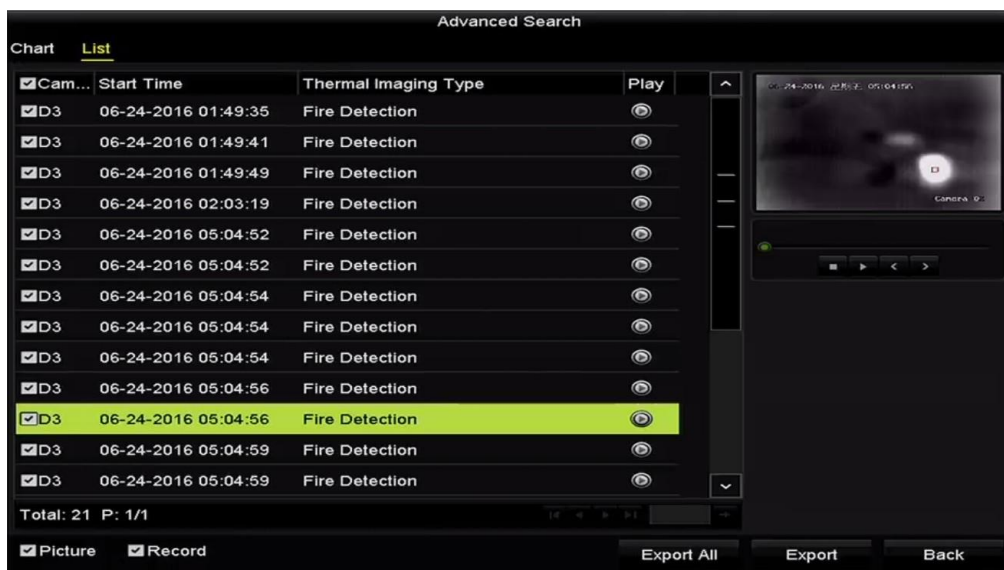 Advanced Search
Chart List
Cam... Start Time Thermal Imaging Type Play
D3 06-24-2016 01:49:35 Fire Detection
D3 06-24-2016 01:49:41 Fire Detection
D3 06-24-2016 01:49:49 Fire Detection
D3 06-24-2016 02:03:19 Fire Detection
D3 06-24-2016 05:04:52 Fire Detection
D3 06-24-2016 05:04:52 Fire Detection
D3 06-24-2016 05:04:54 Fire Detection
D3 06-24-2016 05:04:54 Fire Detection
D3 06-24-2016 05:04:54 Fire Detection
D3 06-24-2016 05:04:56 Fire Detection
D3 06-24-2016 05:04:56 Fire Detection
D3 06-24-2016 05:04:59 Fire Detection
D3 06-24-2016 05:04:59 Fire Detection
06-24-2016 05:04:56
Camera
Total: 21 P: 1/1
Picture Record Export All Export Back